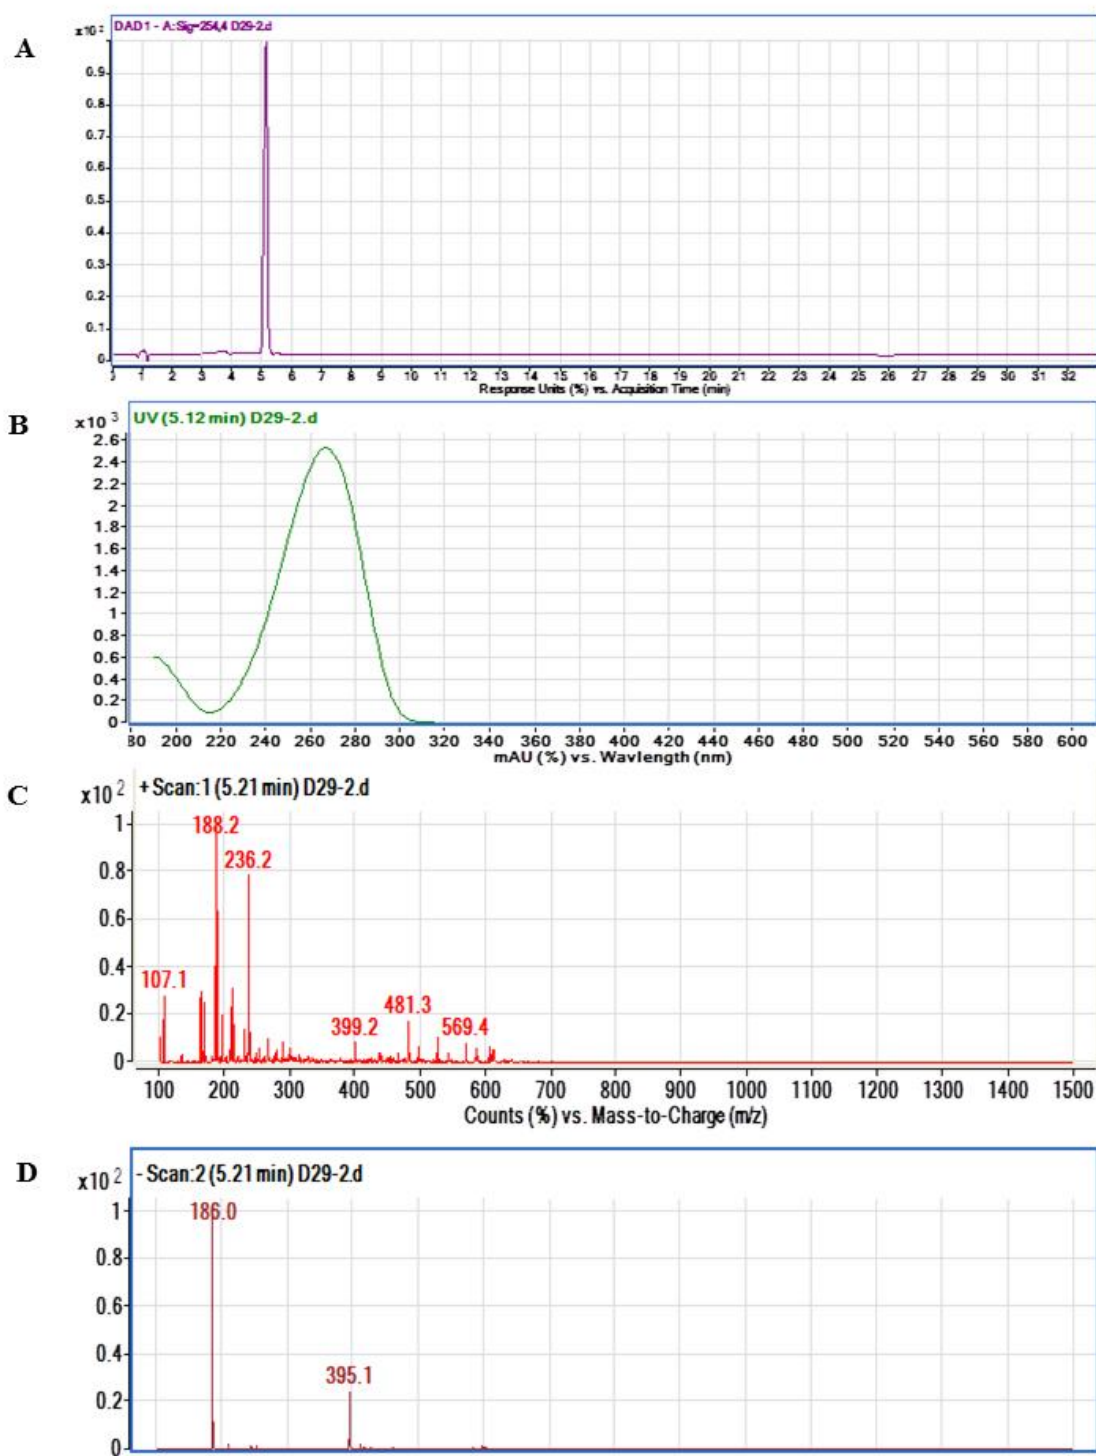 A
DAD1 - A:Sig=254,4 D29-2.d
x10 2
0.9
0.8
0.7
0.6
0.5
0.4
0.3
0.2
0.1
0
1 2 3 4 5 6 7 8 9 10 11 12 13 14 15 16 17 18 19 20 21 22 23 24 25 26 27 28 29 30 31 32
Response Units (%) vs. Acquisition Time (min)
B
x10 3
UV (5.12 min) D29-2.d
2.6
2.4
2.2
2
1.8
1.6
1.4
1.2
1
0.8
0.6
0.4
0.2
0
80 200 220 240 260 280 300 320 340 360 380 400 420 440 460 480 500 520 540 560 580 600
mAU (%) vs. Wavlength (nm)
C
x10 2
+ Scan:1 (5.21 min) D29-2.d
1
188.2
236.2
0.8
0.6
0.4
107.1
481.3
0.2
399.2
569.4
0
100 200 300 400 500 600 700 800 900 1000 1100 1200 1300 1400 1500
Counts (%) vs. Mass-to-Charge (m/z)
D
x10 2
- Scan:2 (5.21 min) D29-2.d
1
186.0
0.8
0.6
0.4
395.1
0.2
0